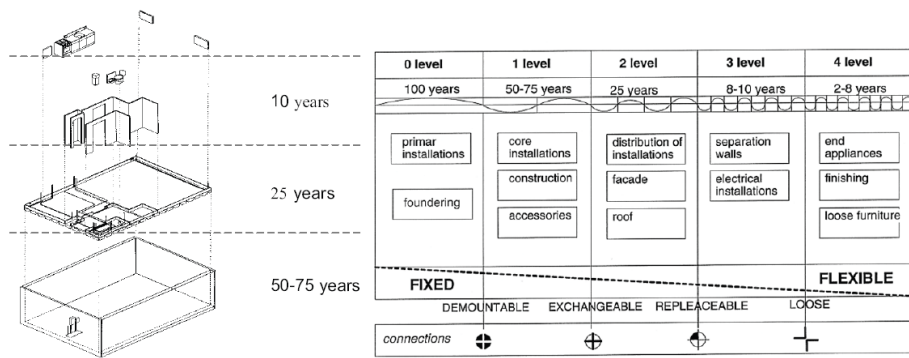 10 years
25 years
50-75 years
0 level 1 level 2 level 3 level 4 level
100 years 50-75 years 25 years 8-10 years 2-8 years
primar
installations
core
installations
distribution of
installations
separation
walls
end
appliances
foundering
construction
facade
electrical
installations
finishing
accessories
roof
loose furniture
FIXED FLEXIBLE
DEMOUNTABLE EXCHANGEABLE REPLEACEABLE LOOSE
connections